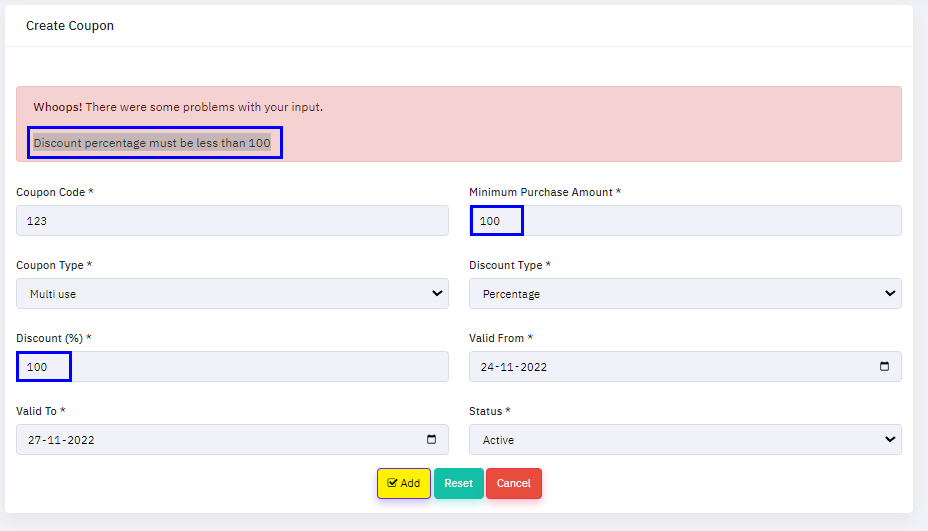 Create Coupon
Whoops! There were some problems with your input.
Discount percentage must be less than 100
Coupon Code *
Minimum Purchase Amount *
123
100
Coupon Type *
Discount Type *
Multi use
Percentage
Discount (%) *
Valid From *
100
24-11-2022
Valid To *
Status *
27-11-2022
Active
Add
Reset
Cancel